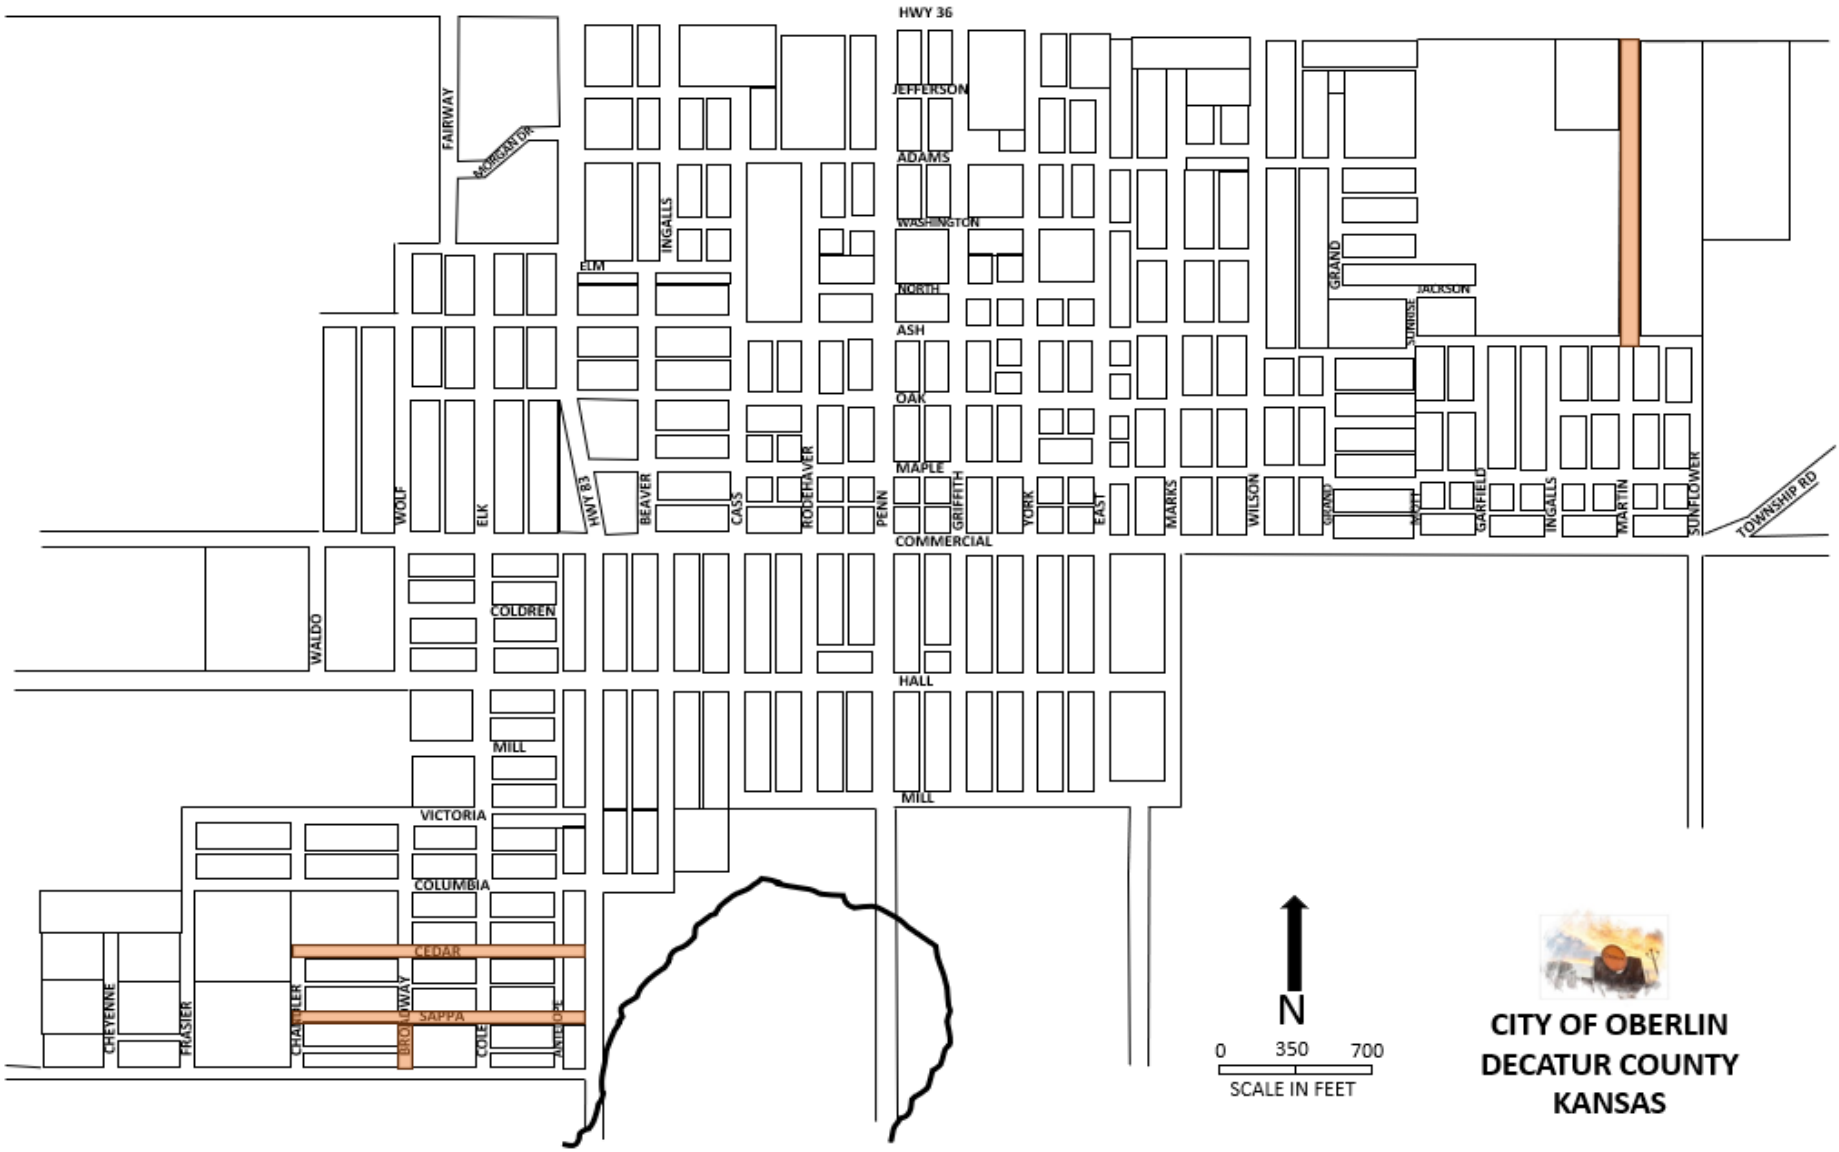 HWY 36
JEFFERSON
FAIRWAY
MORGAN DR
ADAMS
WASHINGTON
INGALLS
ELM
NORTH
GRAND
JACKSON
SUNRISE
ASH
OAK
MAPLE
WOLF
ELK
HWY 83
BEAVER
CASS
RODEHAVER
PENN
GRIFFITH
YORK
EAST
MARKS
WILSON
GRAND
MOTT
GARFIELD
INGALLS
MARTIN
SUNFLOWER
TOWNSHIP RD
COMMERCIAL
COLDREN
WALDO
HALL
MILL
MILL
VICTORIA
COLUMBIA
CEDAR
CHEYENNE
FRASIER
CHANDLER
BROADWAY
SAPPA
COLE
ANTELOPE
N
0 350 700
SCALE IN FEET
CITY OF OBERLIN
DECATUR COUNTY
KANSAS